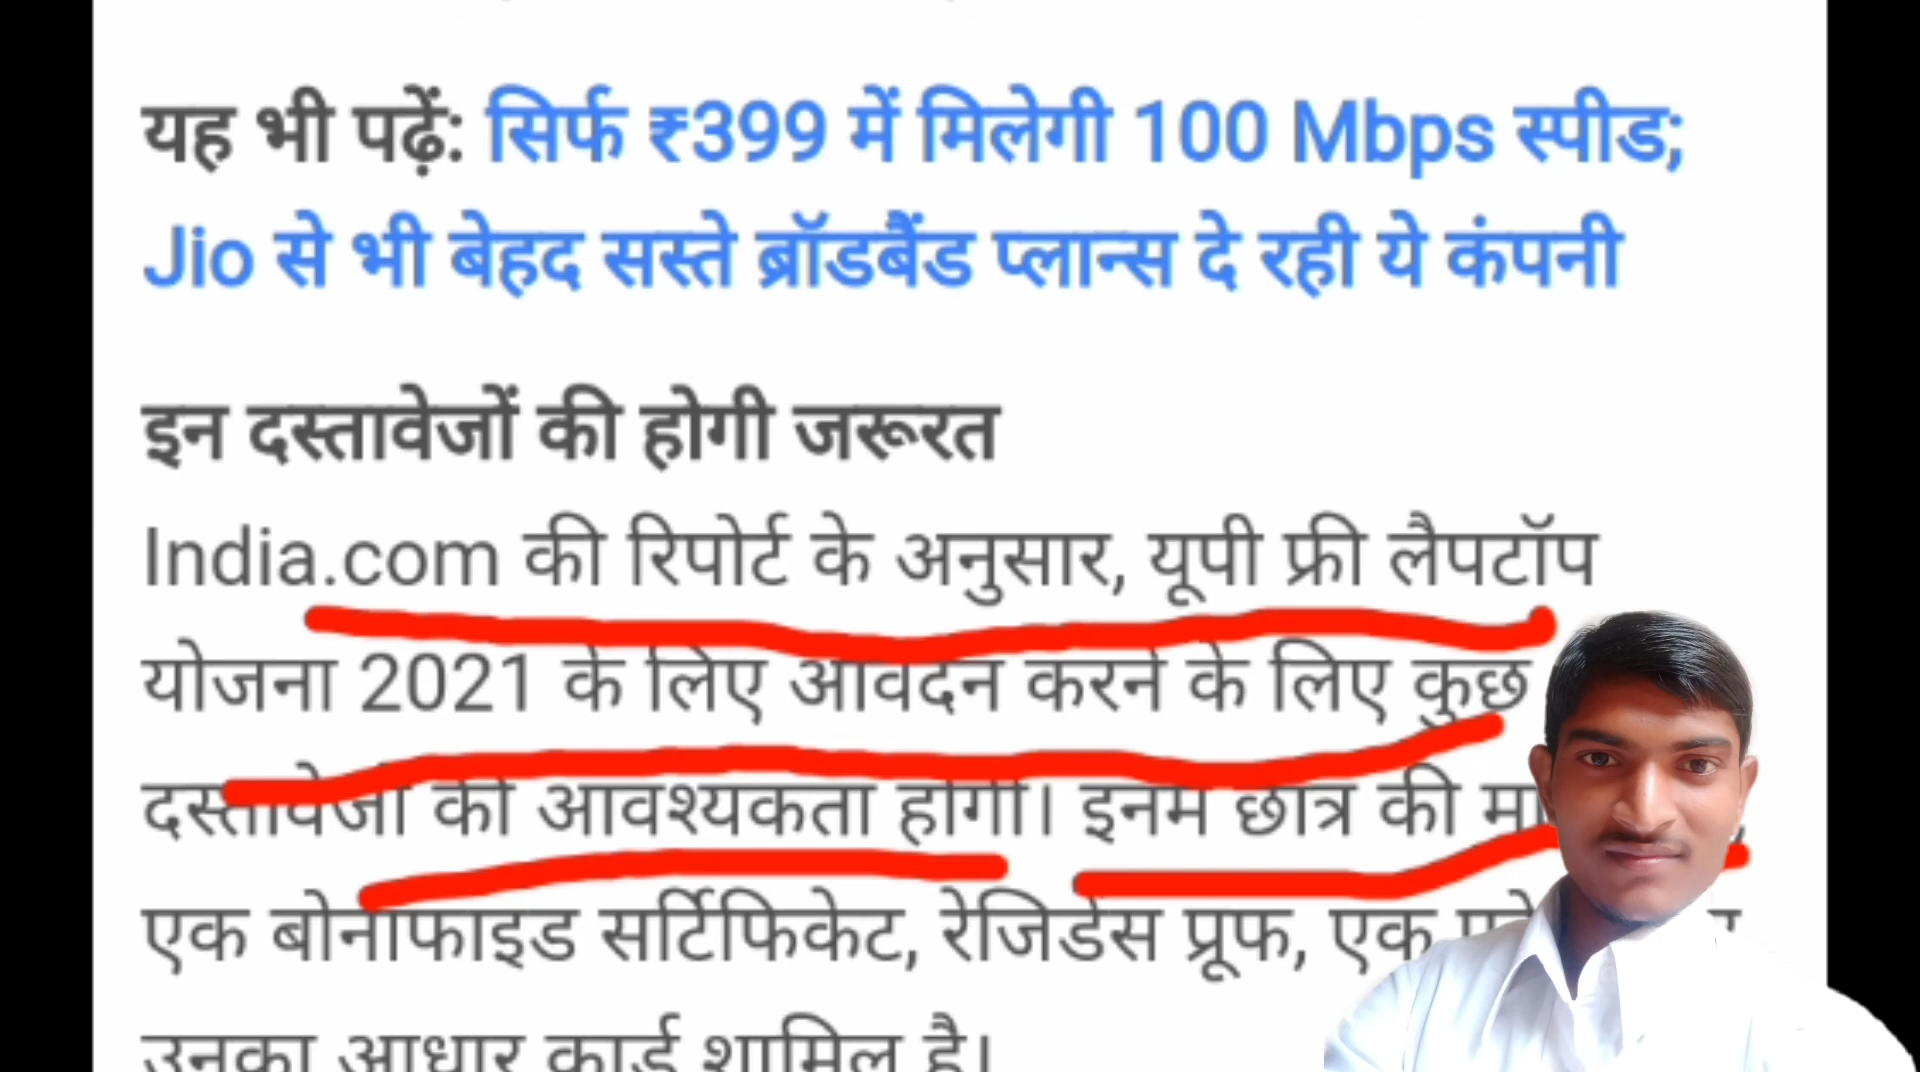 यह भी पढ़ें: सिर्फ ₹399 में मिलेगी 100 Mbps स्पीड;
Jio से भी बेहद सस्ते ब्रॉडबैंड प्लान्स दे रही ये कंपनी
इन दस्तावेजों की होगी जरूरत
India.com की रिपोर्ट के अनुसार, यूपी फ्री लैपटॉप
योजना 2021 के लिए आवेदन करने के लिए कुछ
दस्तावेजों की आवश्यकता होगी। इनमें छात्र की
एक बोनाफाइड सर्टिफिकेट, रेजिडेंस प्रूफ, एक
उनका आधार कार्ड शामिल है।